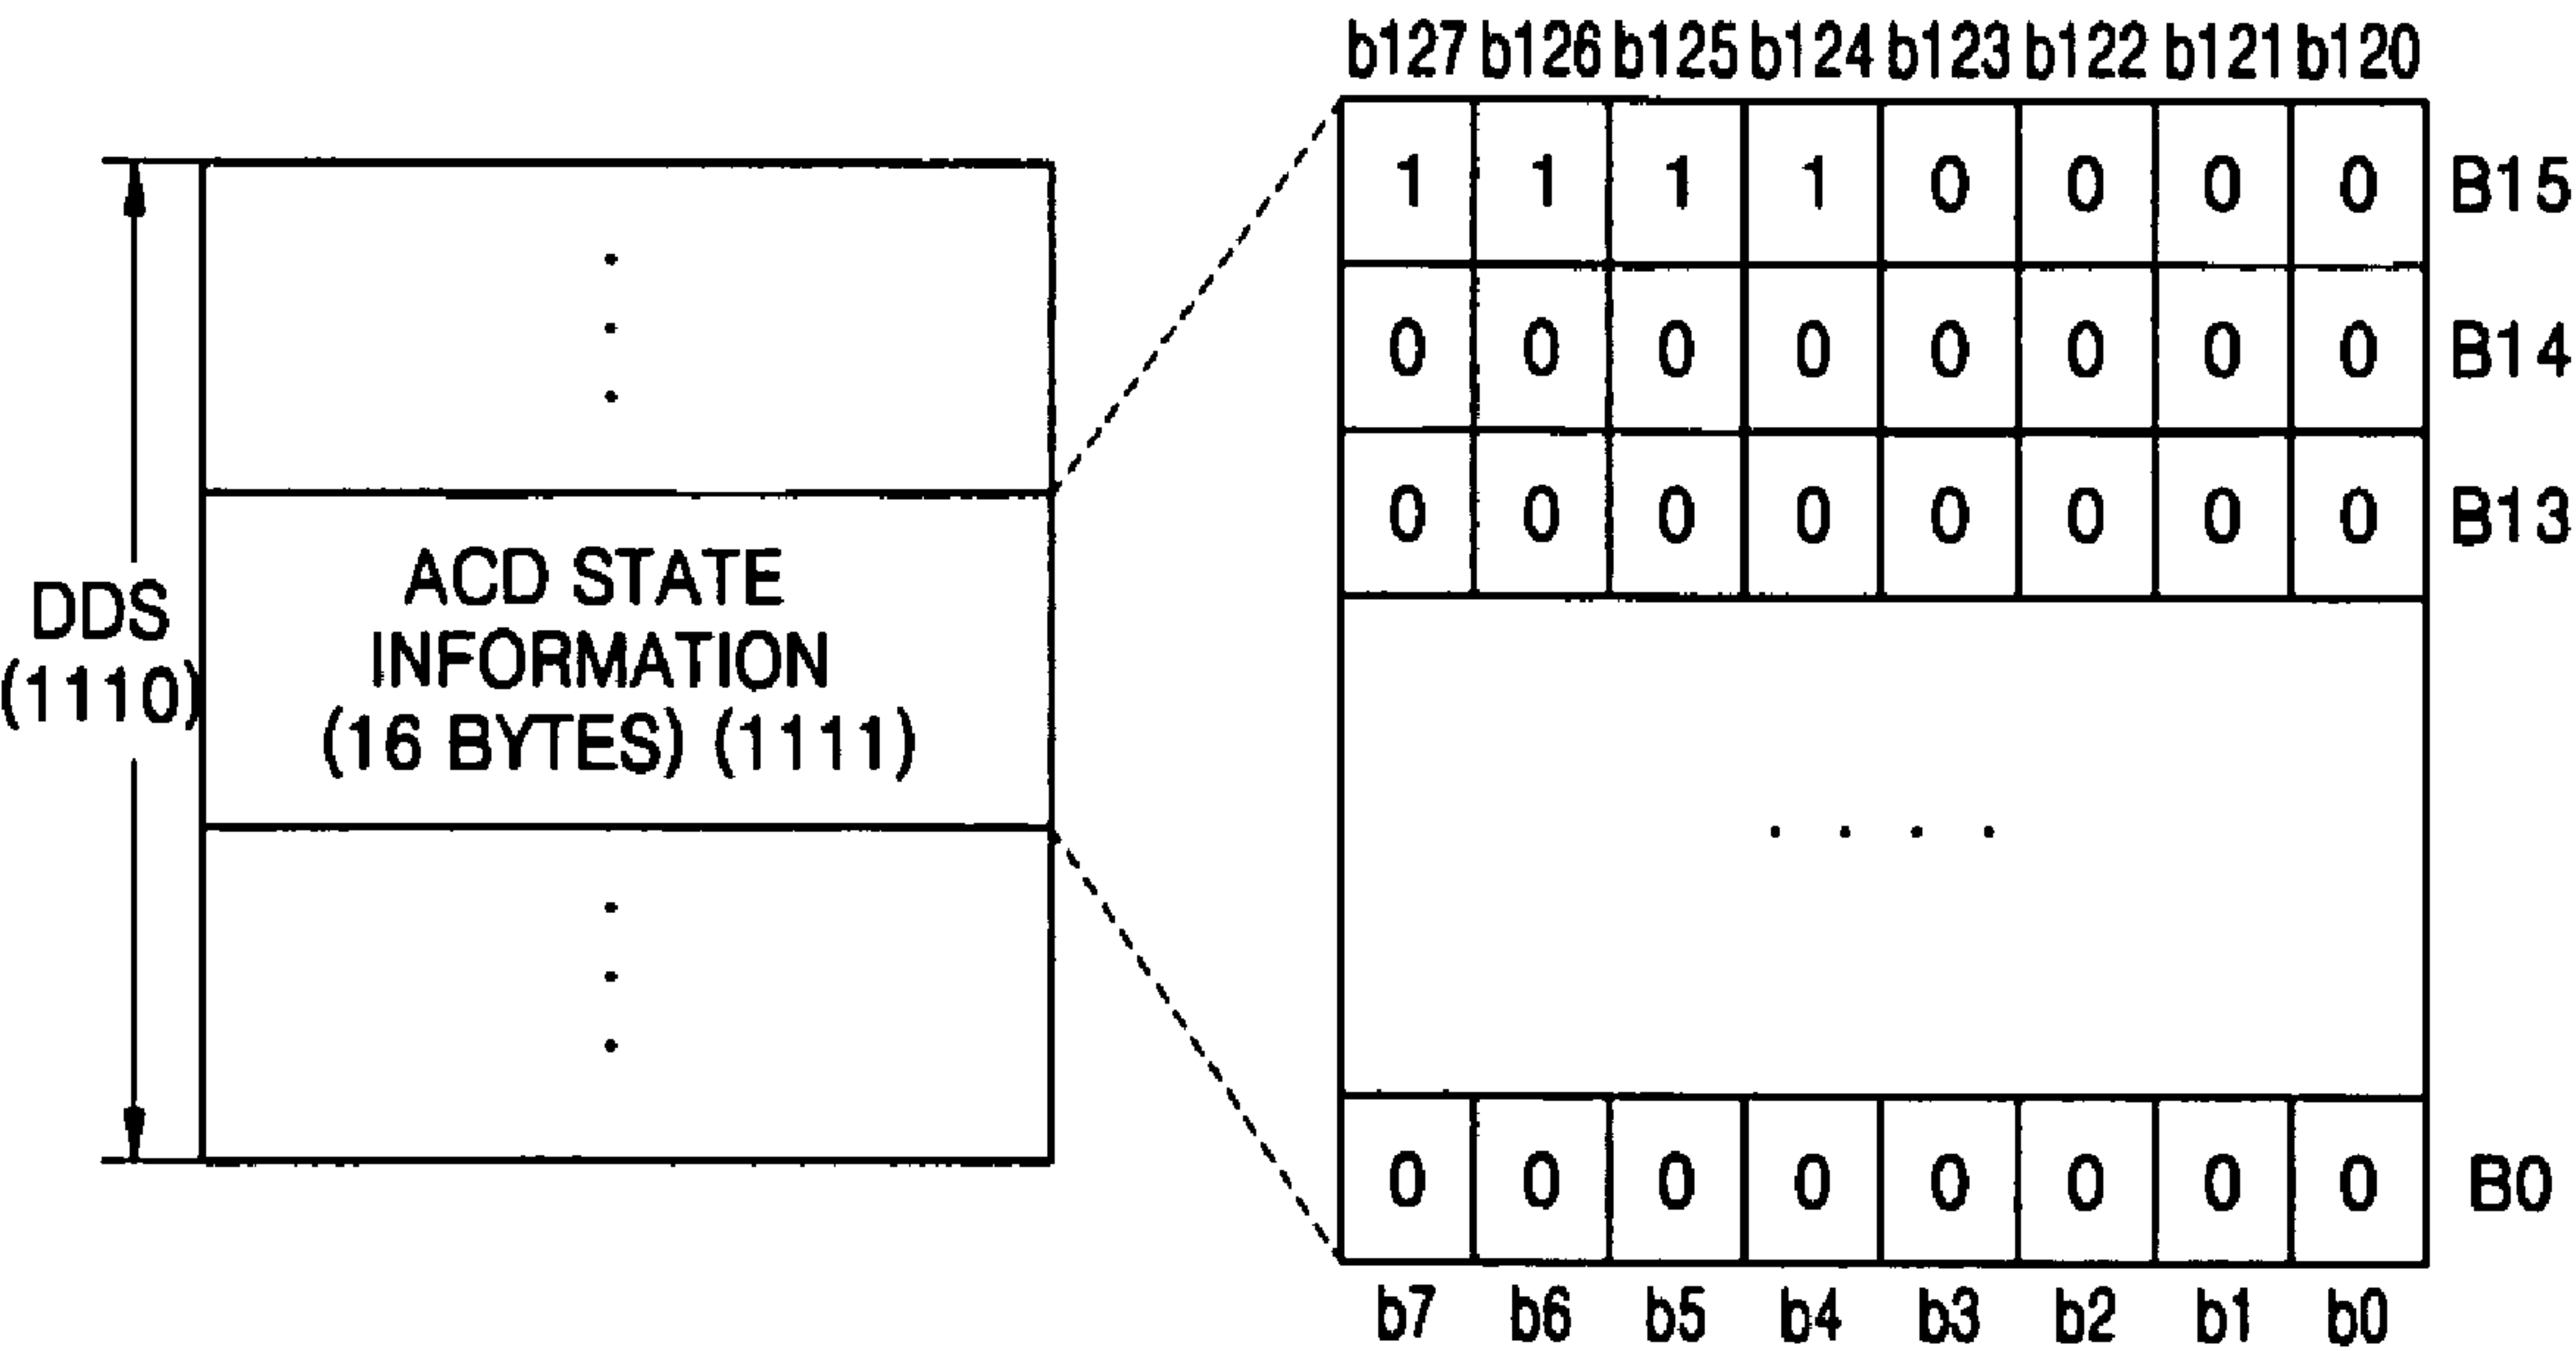 b127 b126 b125 b124 b123 b122 b121 b120
1 1 1 1 0 0 0 0 B15
0 0 0 0 0 0 0 0 B14
0 0 0 0 0 0 0 0 B13
DDS
(1110)
ACD STATE
INFORMATION
(16 BYTES) (1111)
. . . .
0 0 0 0 0 0 0 0 B0
b7 b6 b5 b4 b3 b2 b1 b0